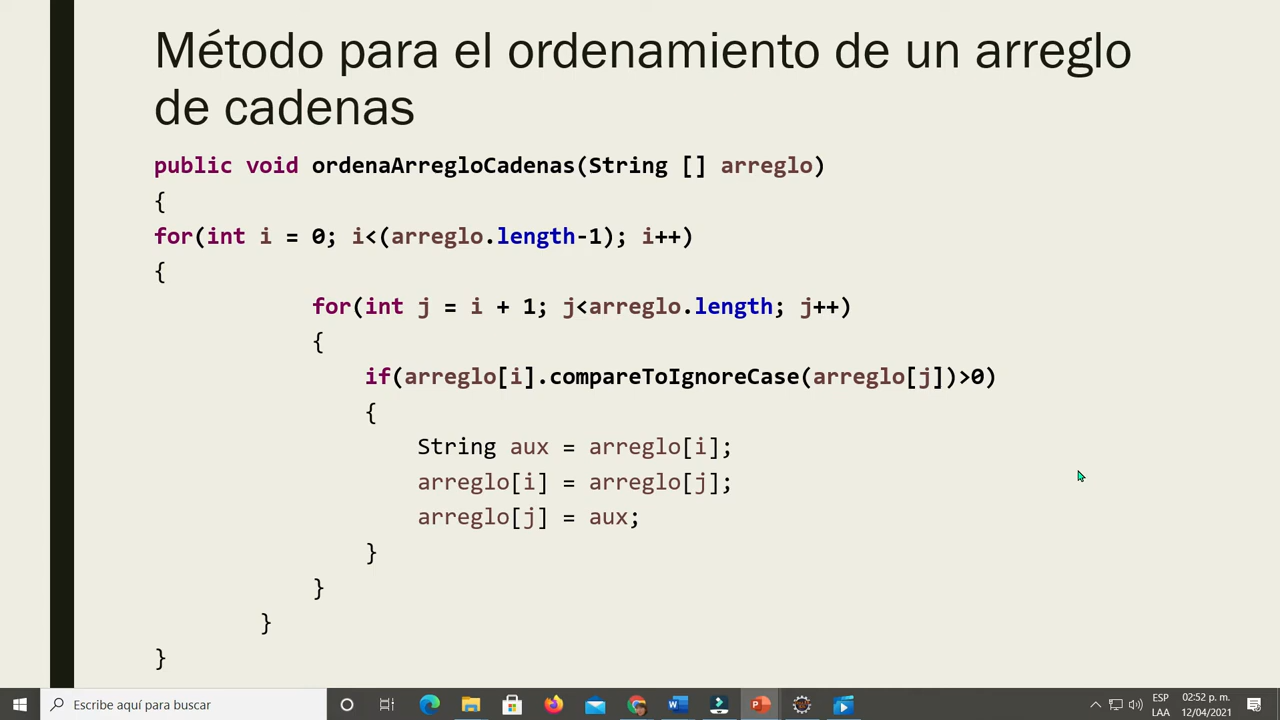 Método para el ordenamiento de un arreglo
de cadenas
public void ordenaArregloCadenas(String [] arreglo)
{
for(int i = 0; i<(arreglo.length-1); i++)
{
for(int j = i + 1; j<arreglo.length; j++)
{
if(arreglo[i].compareToIgnoreCase(arreglo[j])>0)
{
String aux = arreglo[i];
arreglo[i] = arreglo[j];
arreglo[j] = aux;
}
}
}
}
Escribe aquí para buscar
ESP
LAA
02:52 p. m.
12/04/2021